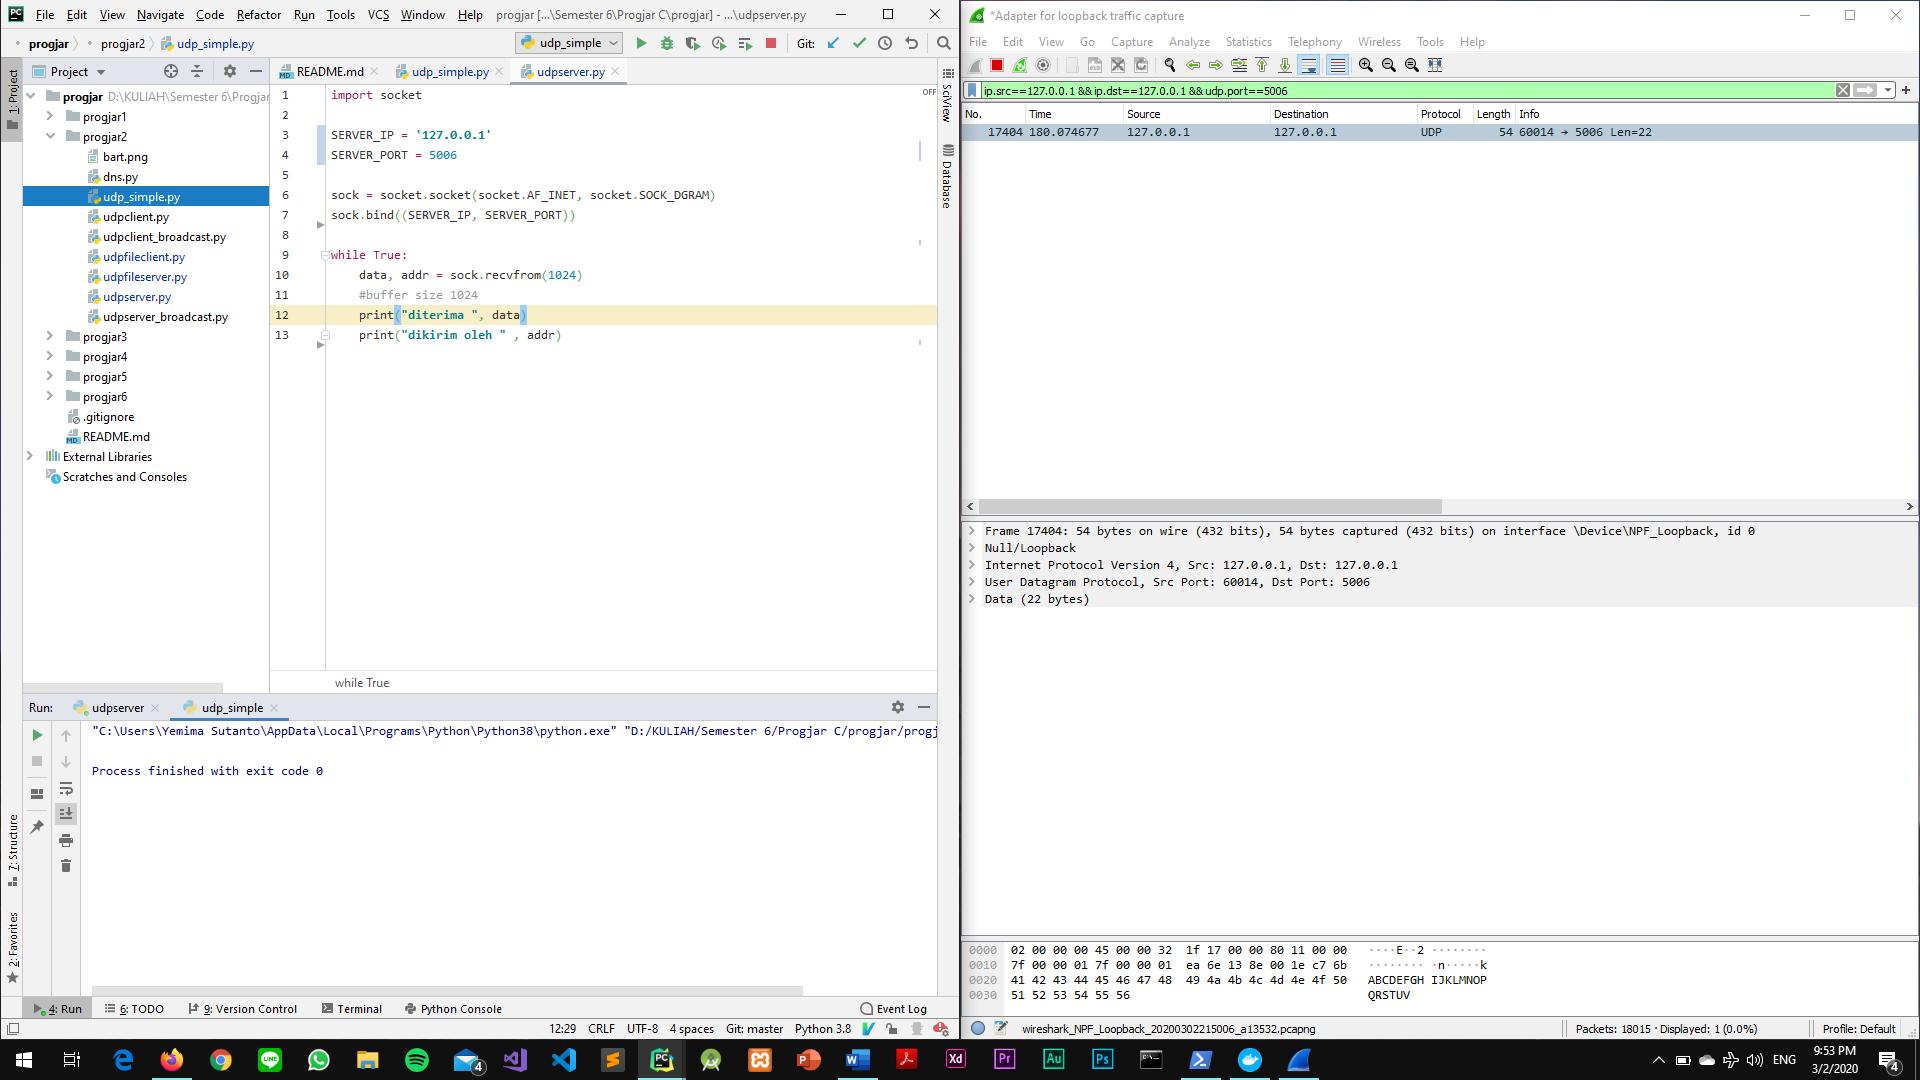 File Edit View Navigate Code Refactor Run Tools VCS Window Help progjar [...\Semester 6\Progjar C\progjar] - ...\udpserver.py
progjar progjar2 udp_simple.py
udp_simple
Git:
1: Project
Project
README.md
udp_simple.py
udpserver.py
progjar D:\KULIAH\Semester 6\Progjar
progjar1
progjar2
bart.png
dns.py
udp_simple.py
udpclient.py
udpclient_broadcast.py
udpfileclient.py
udpfileserver.py
udpserver.py
udpserver_broadcast.py
progjar3
progjar4
progjar5
progjar6
.gitignore
README.md
External Libraries
Scratches and Consoles
1 import socket
2
3 SERVER_IP = '127.0.0.1'
4 SERVER_PORT = 5006
5
6 sock = socket.socket(socket.AF_INET, socket.SOCK_DGRAM)
7 sock.bind((SERVER_IP, SERVER_PORT))
8
9 while True:
10 data, addr = sock.recvfrom(1024)
11 #buffer size 1024
12 print("diterima ", data)
13 print("dikirim oleh " , addr)
OFF
SciView
Database
while True
Run: udpserver udp_simple
"C:\Users\Yemima Sutanto\AppData\Local\Programs\Python\Python38\python.exe" "D:/KULIAH/Semester 6/Progjar C/progjar/progj
Process finished with exit code 0
7: Structure
2: Favorites
4: Run 6: TODO 9: Version Control Terminal Python Console Event Log
12:29 CRLF UTF-8 4 spaces Git: master Python 3.8
*Adapter for loopback traffic capture
File Edit View Go Capture Analyze Statistics Telephony Wireless Tools Help
ip.src==127.0.0.1 && ip.dst==127.0.0.1 && udp.port==5006
No. Time Source Destination Protocol Length Info
17404 180.074677 127.0.0.1 127.0.0.1 UDP 54 60014 → 5006 Len=22
Frame 17404: 54 bytes on wire (432 bits), 54 bytes captured (432 bits) on interface \Device\NPF_Loopback, id 0
Null/Loopback
Internet Protocol Version 4, Src: 127.0.0.1, Dst: 127.0.0.1
User Datagram Protocol, Src Port: 60014, Dst Port: 5006
Data (22 bytes)
0000 02 00 00 00 45 00 00 32 1f 17 00 00 80 11 00 00 ····E··2 ········
0010 7f 00 00 01 7f 00 00 01 ea 6e 13 8e 00 1e c7 6b ········ ·n·····k
0020 41 42 43 44 45 46 47 48 49 4a 4b 4c 4d 4e 4f 50 ABCDEFGH IJKLMNOP
0030 51 52 53 54 55 56 QRSTUV
wireshark_NPF_Loopback_20200302215006_a13532.pcapng Packets: 18015 · Displayed: 1 (0.0%) Profile: Default
4
ENG
9:53 PM
3/2/2020
4